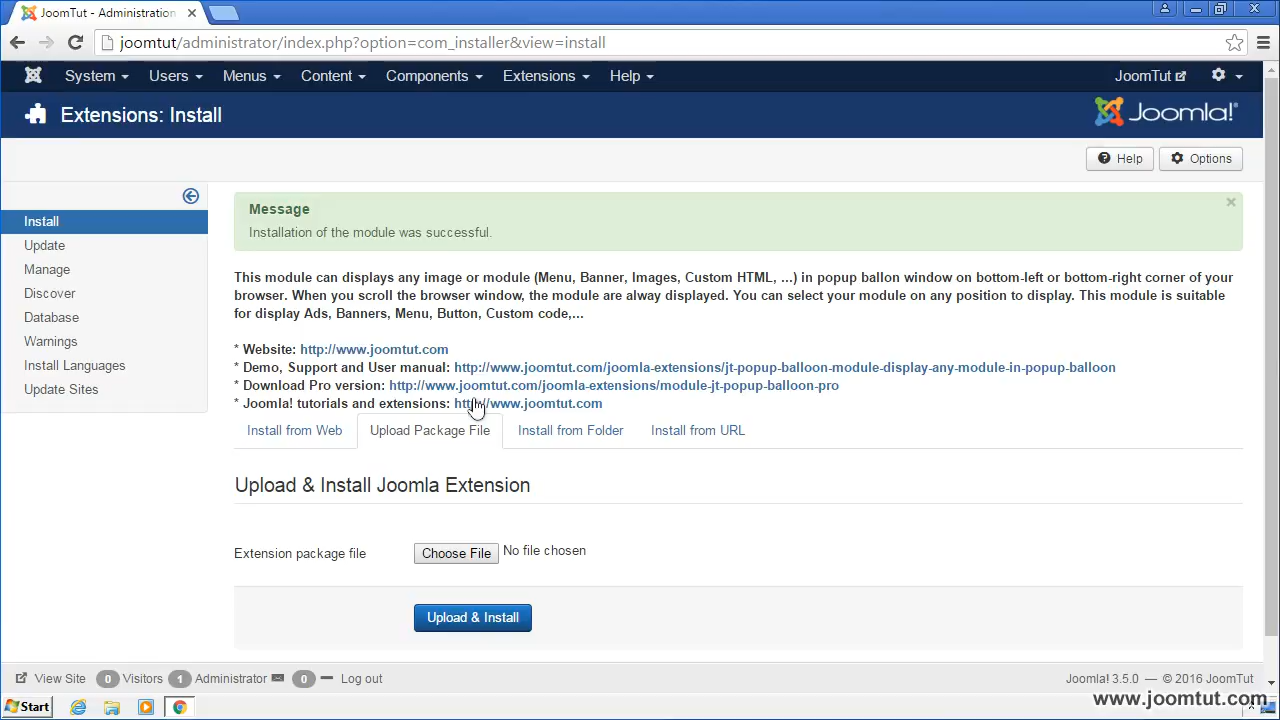 JoomTut - Administration
joomtut/administrator/index.php?option=com_installer&view=install
System Users Menus Content Components Extensions Help JoomTut
Extensions: Install
Joomla!
Help Options
Install
Update
Manage
Discover
Database
Warnings
Install Languages
Update Sites
Message
Installation of the module was successful.
This module can displays any image or module (Menu, Banner, Images, Custom HTML, ...) in popup ballon window on bottom-left or bottom-right corner of your
browser. When you scroll the browser window, the module are alway displayed. You can select your module on any position to display. This module is suitable
for display Ads, Banners, Menu, Button, Custom code,...
* Website: http://www.joomtut.com
* Demo, Support and User manual: http://www.joomtut.com/joomla-extensions/jt-popup-balloon-module-display-any-module-in-popup-balloon
* Download Pro version: http://www.joomtut.com/joomla-extensions/module-jt-popup-balloon-pro
* Joomla! tutorials and extensions: http://www.joomtut.com
Install from Web Upload Package File Install from Folder Install from URL
Upload & Install Joomla Extension
Extension package file Choose File No file chosen
Upload & Install
View Site 0 Visitors 1 Administrator 0 Log out Joomla! 3.5.0 — © 2016 JoomTut
Start
www.joomtut.com